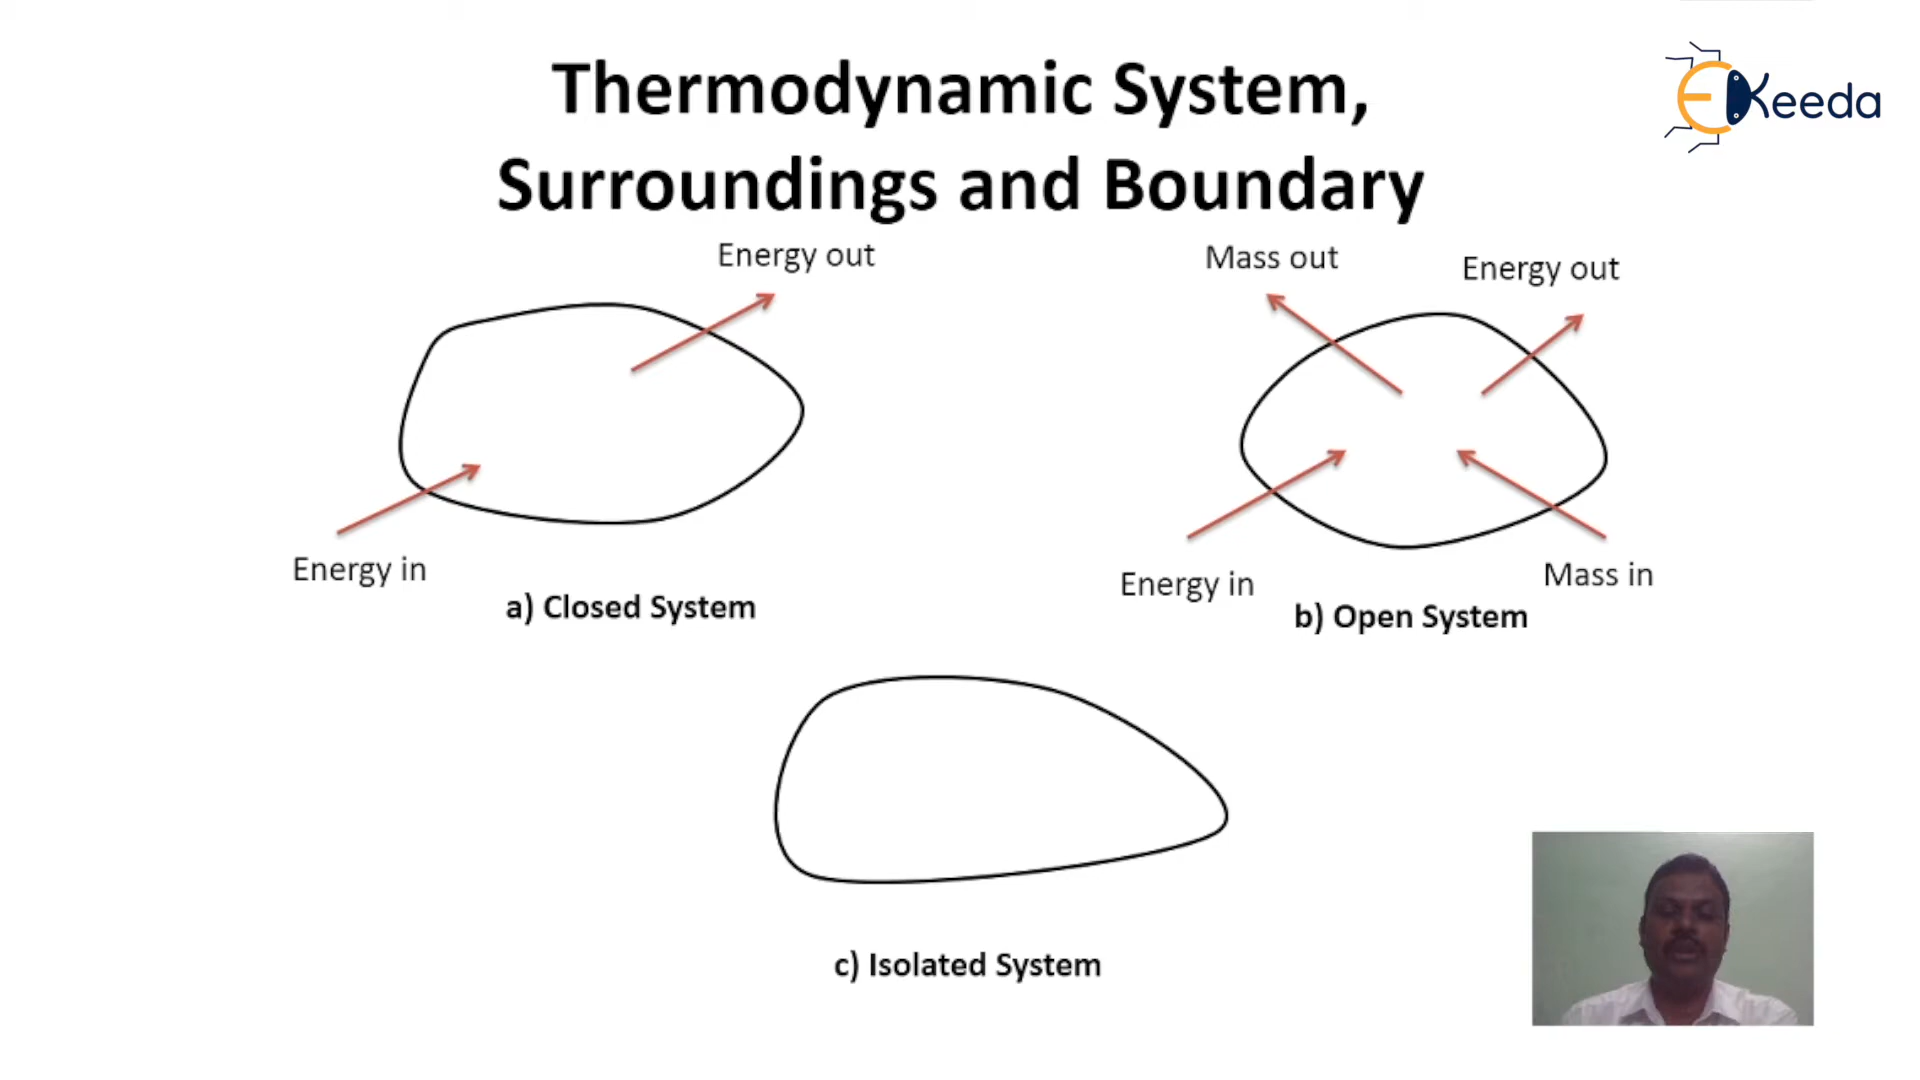 Thermodynamic System,
Surroundings and Boundary
EKeeda
Energy out
Energy in
a) Closed System
Mass out
Energy out
Energy in
Mass in
b) Open System
c) Isolated System